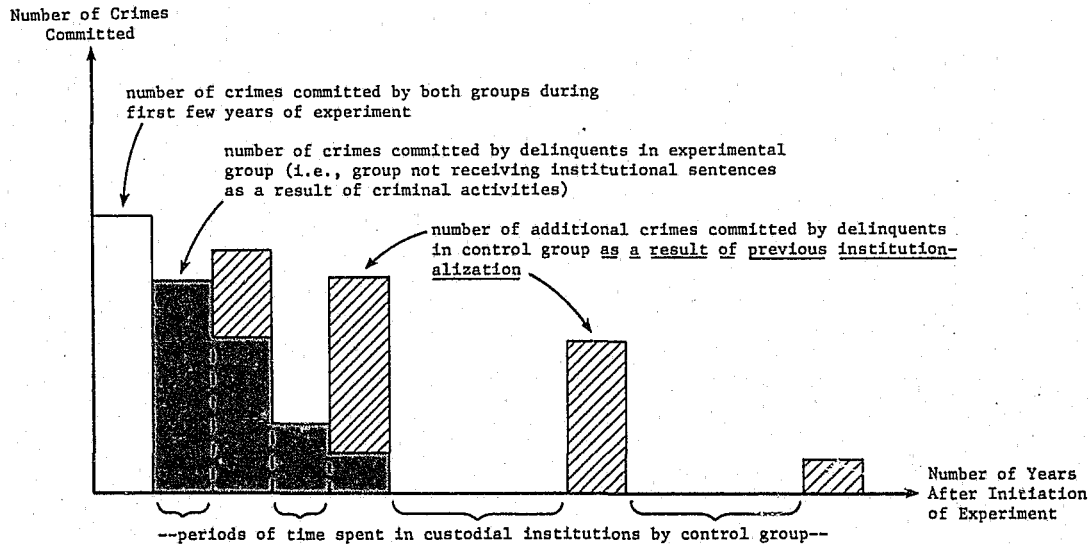 Number of Crimes
Committed
number of crimes committed by both groups during
first few years of experiment
number of crimes committed by delinquents in experimental
group (i.e., group not receiving institutional sentences
as a result of criminal activities)
number of additional crimes committed by delinquents
in control group as a result of previous institution-
alization
Number of Years
After Initiation
of Experiment
--periods of time spent in custodial institutions by control group--